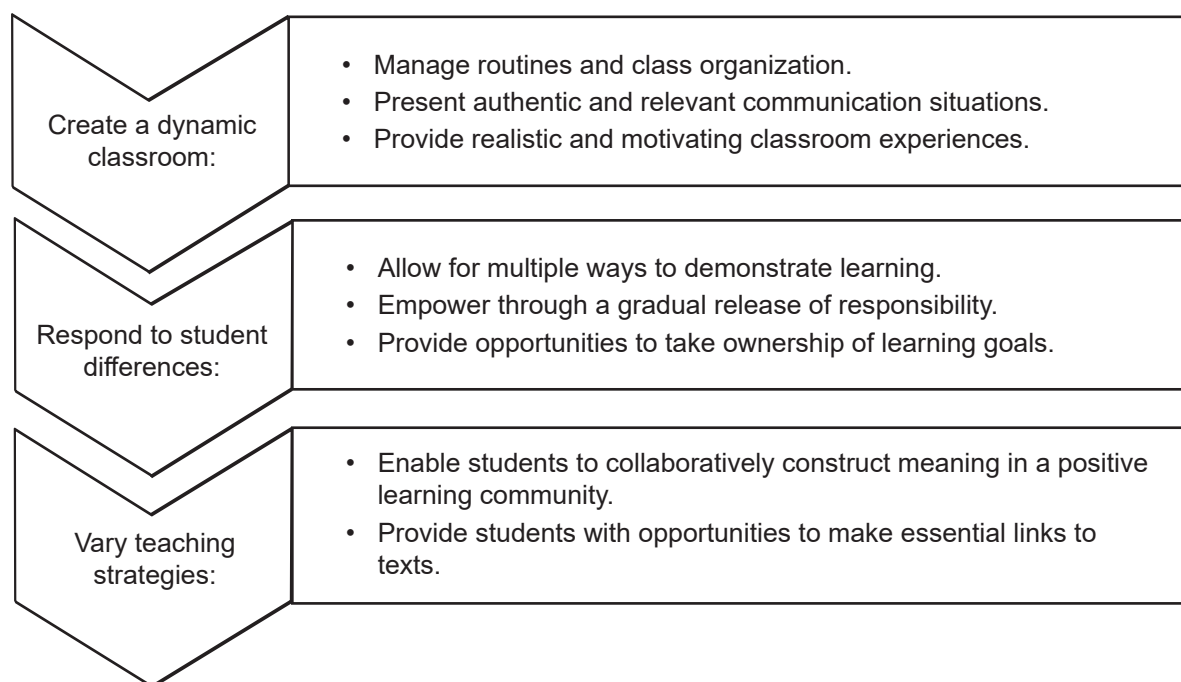 Create a dynamic
classroom:
• Manage routines and class organization.
• Present authentic and relevant communication situations.
• Provide realistic and motivating classroom experiences.
Respond to student
differences:
• Allow for multiple ways to demonstrate learning.
• Empower through a gradual release of responsibility.
• Provide opportunities to take ownership of learning goals.
Vary teaching
strategies:
• Enable students to collaboratively construct meaning in a positive
learning community.
• Provide students with opportunities to make essential links to
texts.